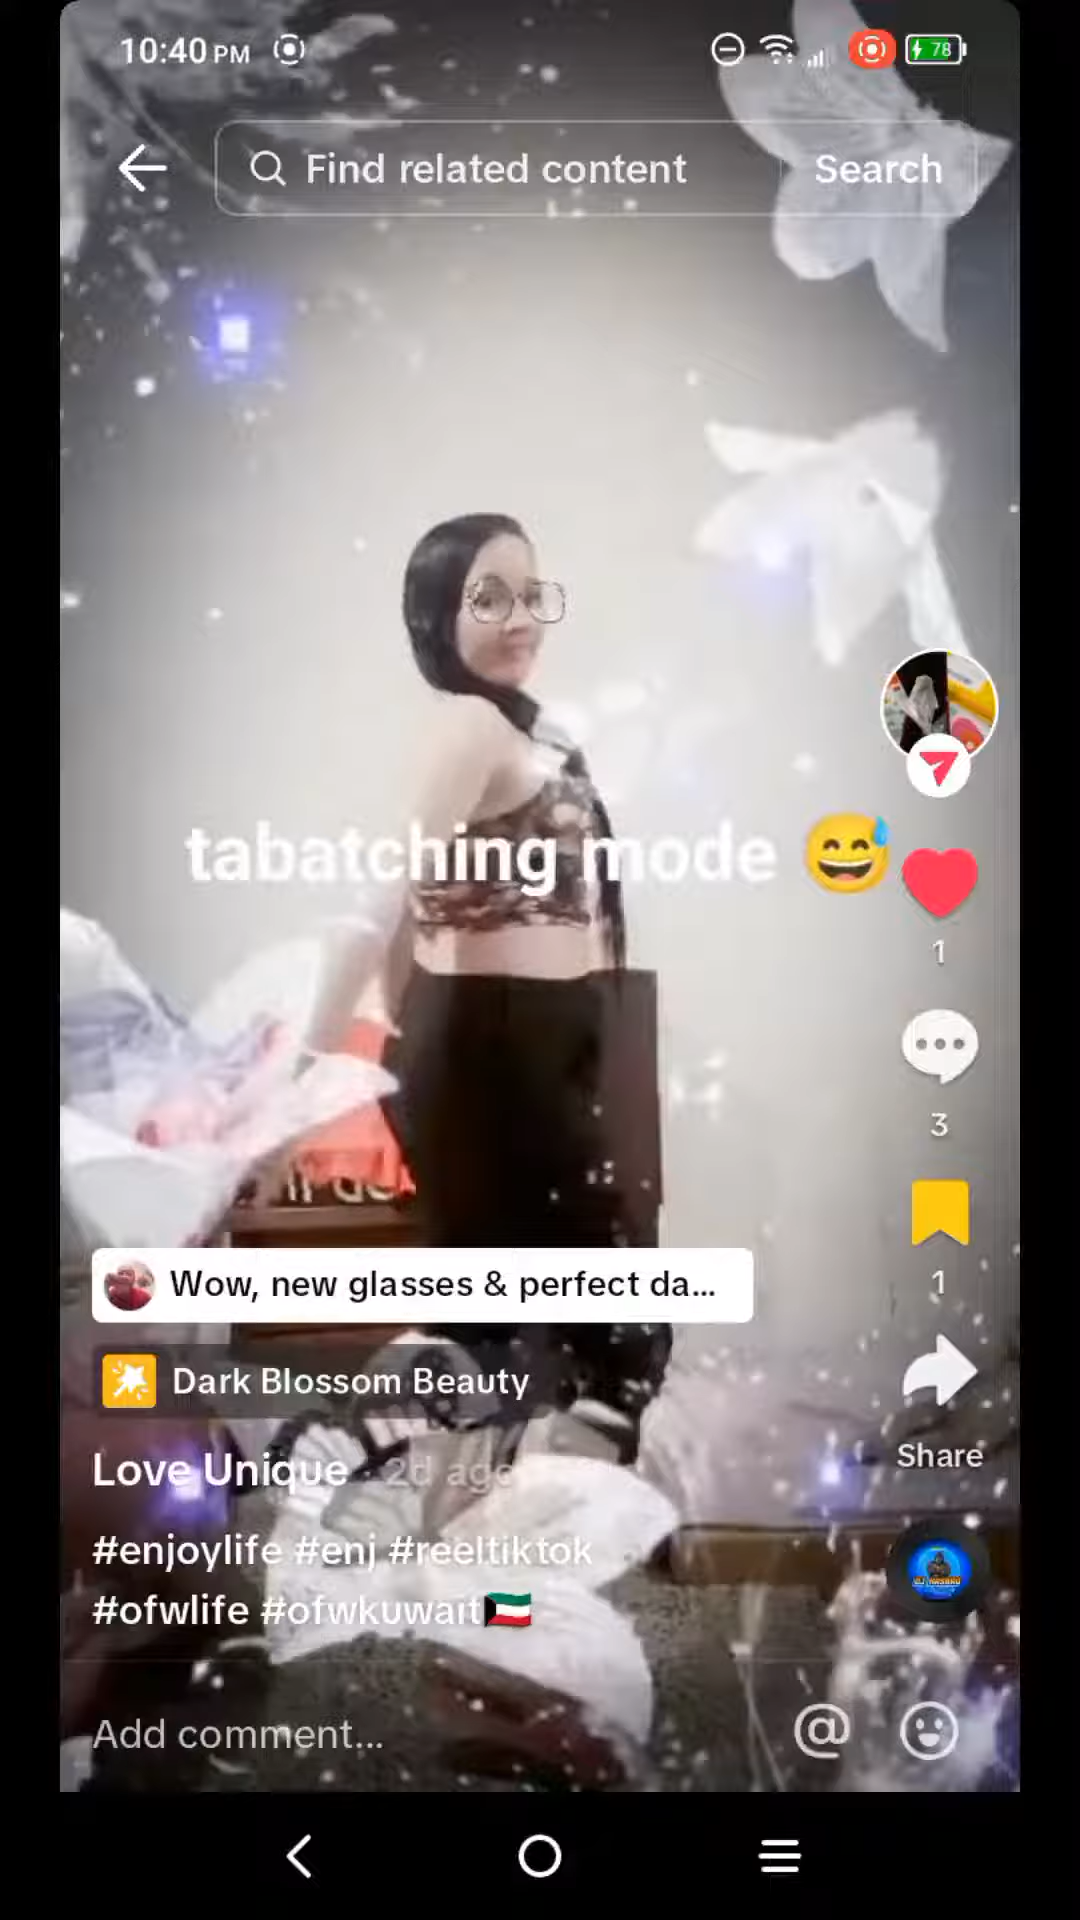 10:40 PM
78
Find related content
Search
tabatching mode 😅
1
3
Wow, new glasses & perfect da...
1
Dark Blossom Beauty
Share
Love Unique · 2d ago
#enjoylife #enj #reeltiktok
#ofwlife #ofwkuwait🇰🇼
Add comment...